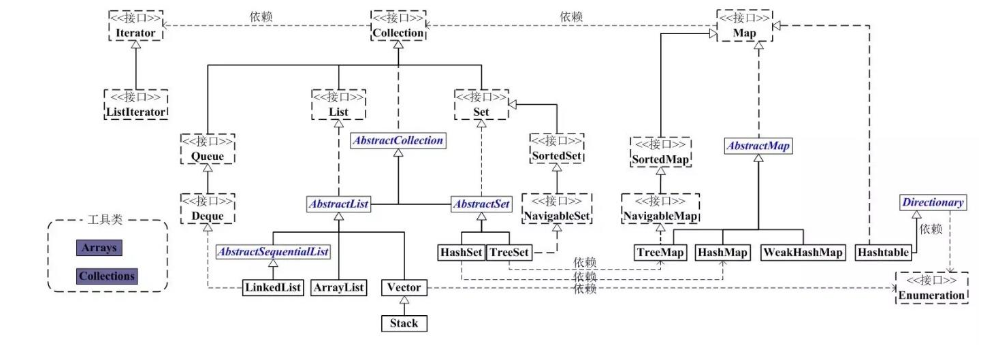 <<接口>>
Iterator
依赖
<<接口>>
Collection
依赖
<<接口>>
Map
<<接口>>
ListIterator
<<接口>>
List
<<接口>>
Set
<<接口>>
Queue
AbstractCollection
<<接口>>
SortedSet
<<接口>>
SortedMap
AbstractMap
<<接口>>
Deque
AbstractList
AbstractSet
<<接口>>
NavigableSet
<<接口>>
NavigableMap
Directionary
工具类
Arrays
Collections
AbstractSequentialList
HashSet
TreeSet
TreeMap
HashMap
WeakHashMap
Hashtable
依赖
依赖
依赖
依赖
LinkedList
ArrayList
Vector
<<接口>>
Enumeration
Stack